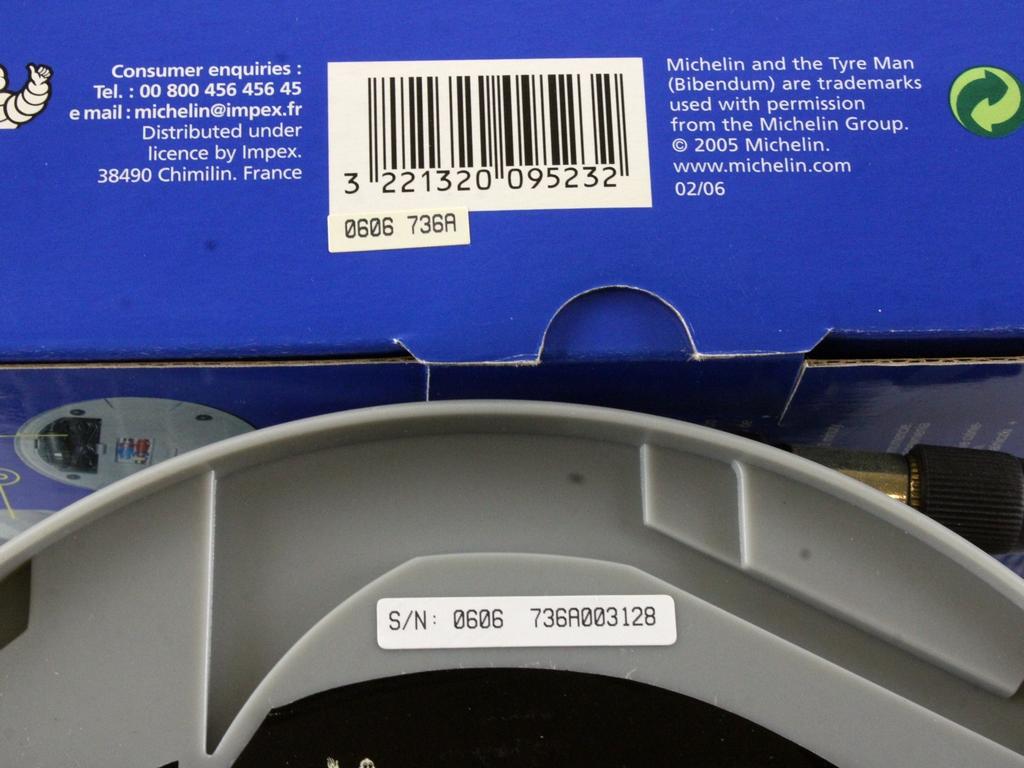 Consumer enquiries :
Tel. : 00 800 456 456 45
e mail : michelin@impex.fr
Distributed under
licence by Impex.
38490 Chimilin. France
3 221320 095232
0606 736A
Michelin and the Tyre Man
(Bibendum) are trademarks
used with permission
from the Michelin Group.
© 2005 Michelin.
www.michelin.com
02/06
S/N: 0606 736A003128